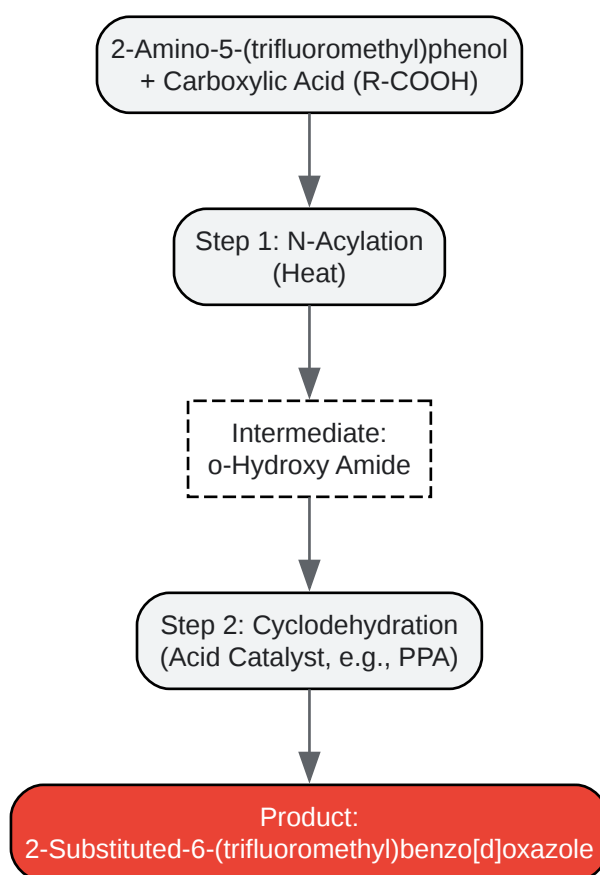 2-Amino-5-(trifluoromethyl)phenol
+ Carboxylic Acid (R-COOH)
Step 1: N-Acylation
(Heat)
Intermediate:
o-Hydroxy Amide
Step 2: Cyclodehydration
(Acid Catalyst, e.g., PPA)
Product:
2-Substituted-6-(trifluoromethyl)benzo[d]oxazole